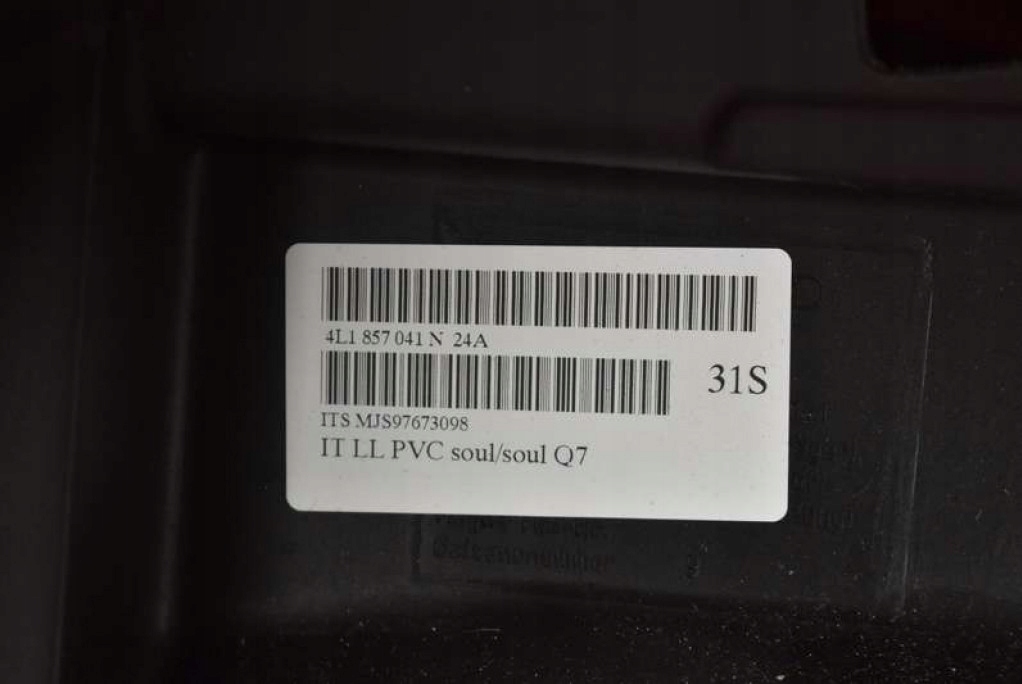 4L1 857 041 N 24A
31S
ITS MJS97673098
IT LL PVC soul/soul Q7